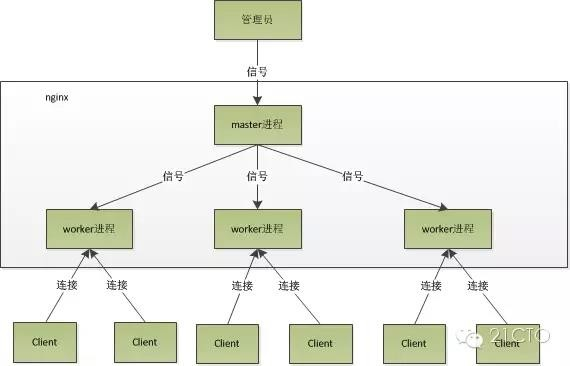 管理员
信号
nginx
master进程
信号
信号
信号
worker进程
worker进程
worker进程
连接
连接
连接
连接
连接
连接
Client
Client
Client
Client
Client
Client
21CTO